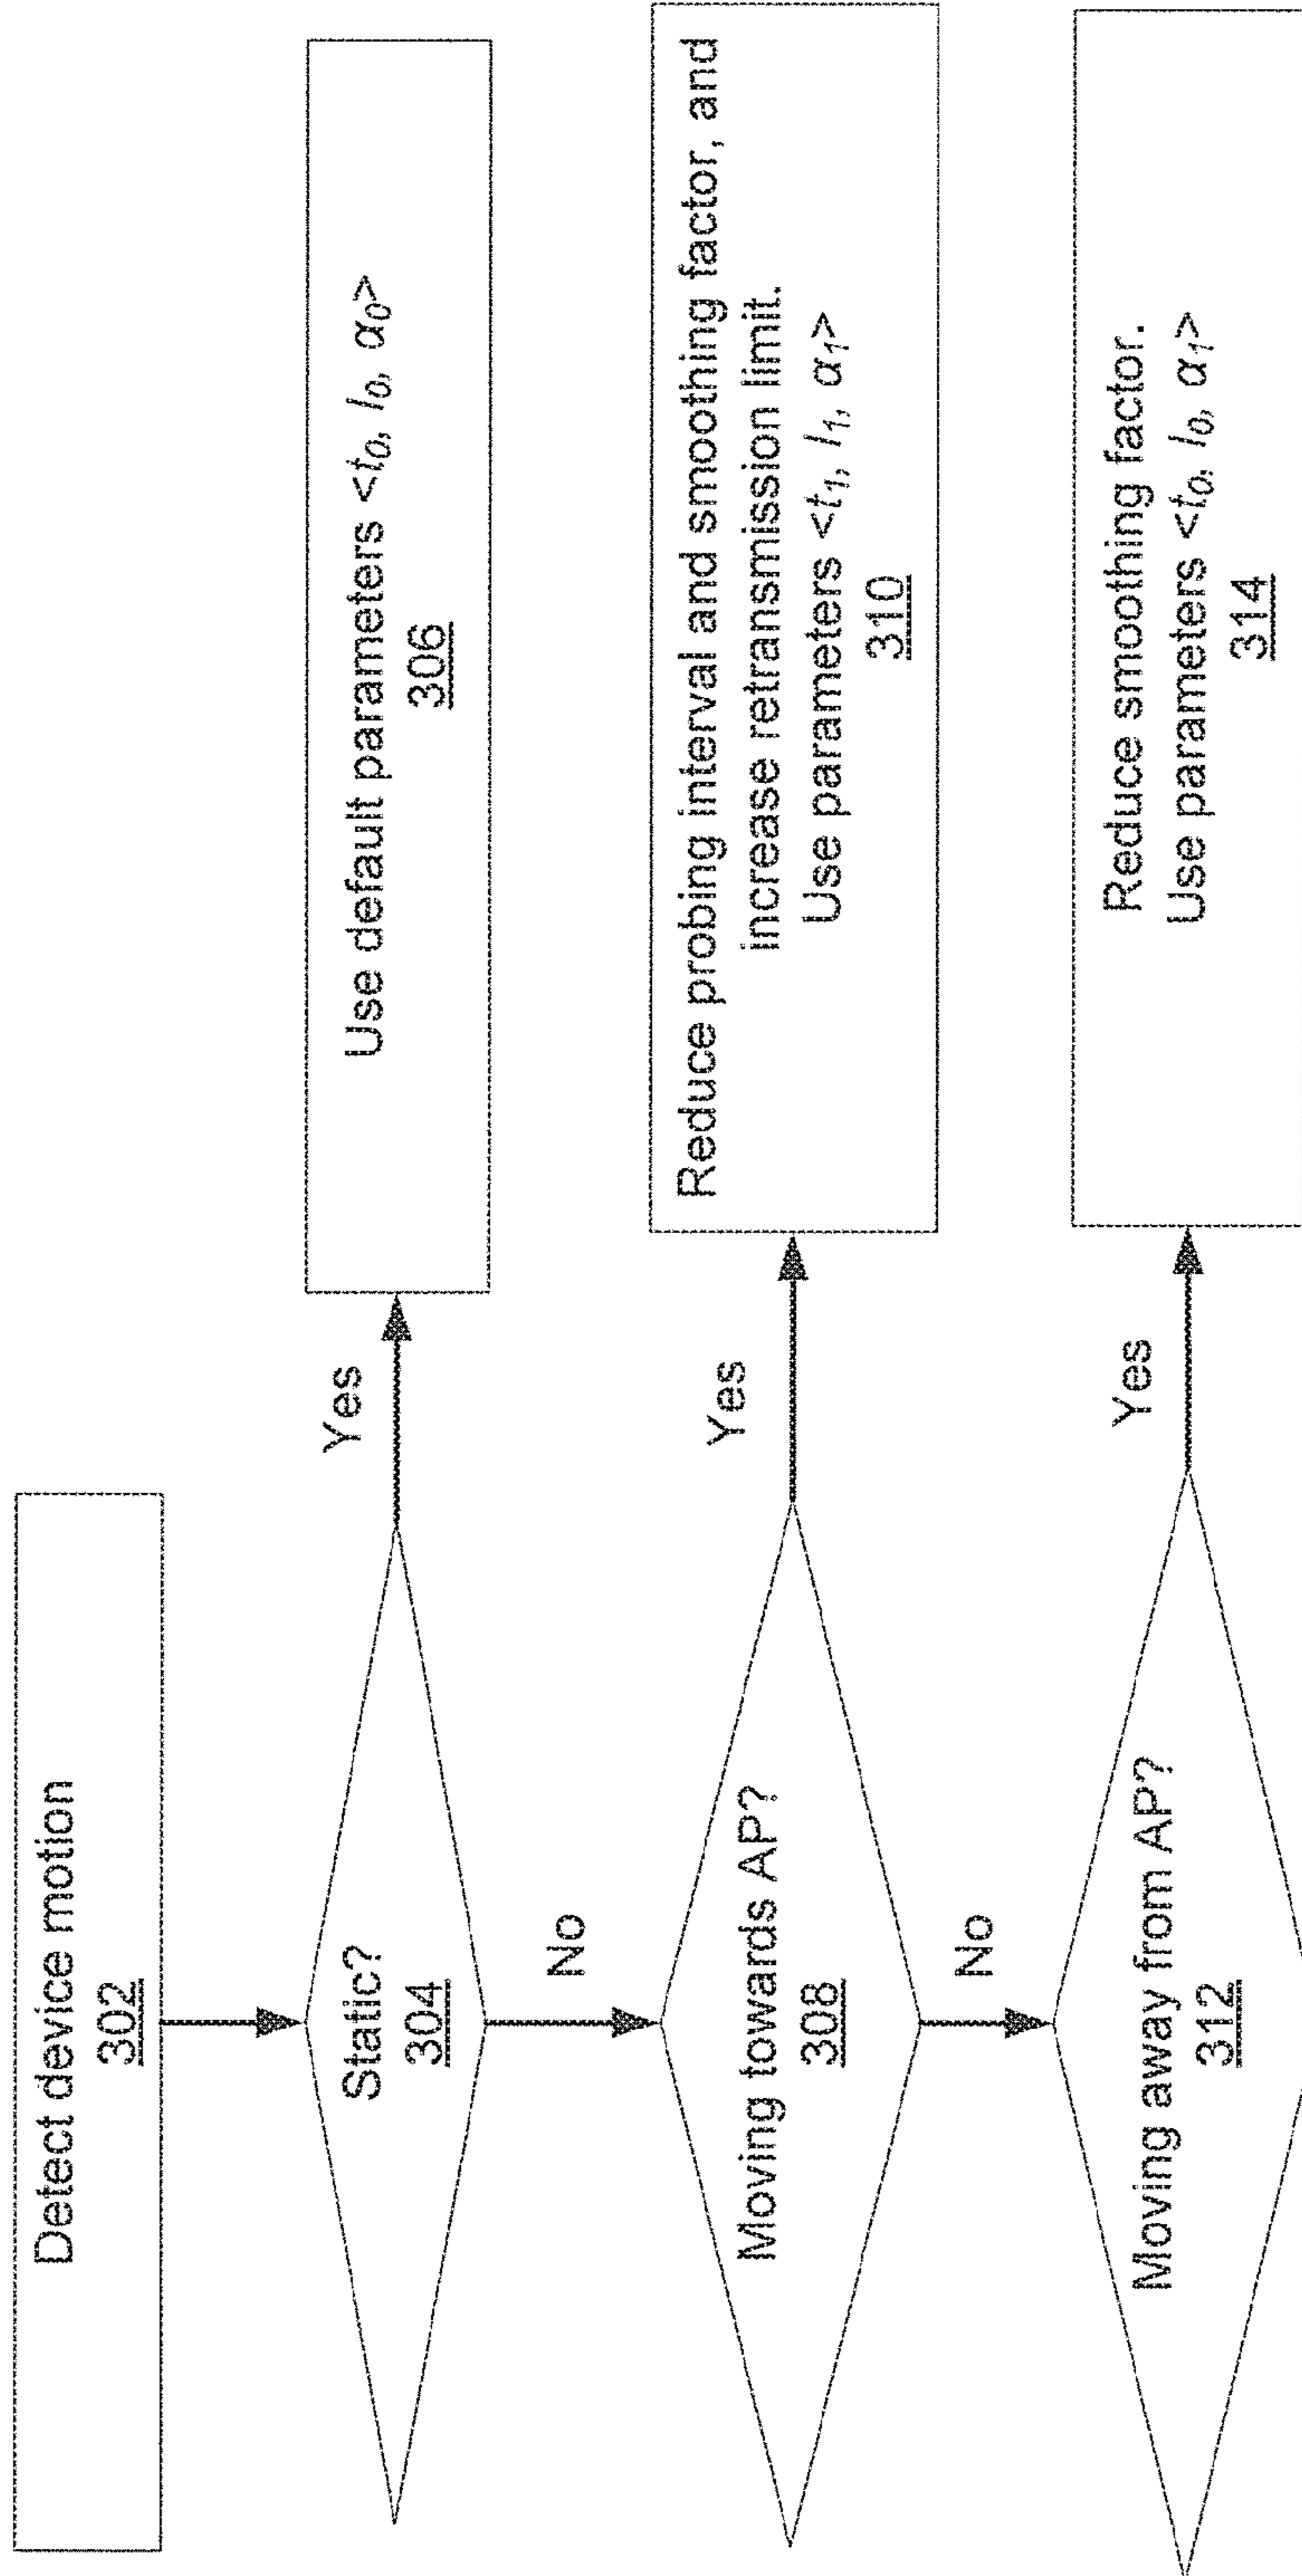 Detect device motion
302
Static?
304
Yes
Use default parameters <t₀, l₀, α₀>
306
No
Moving towards AP?
308
Yes
Reduce probing interval and smoothing factor, and
increase retransmission limit.
Use parameters <t₁, l₁, α₁>
310
No
Moving away from AP?
312
Yes
Reduce smoothing factor.
Use parameters <t₀, l₀, α₁>
314